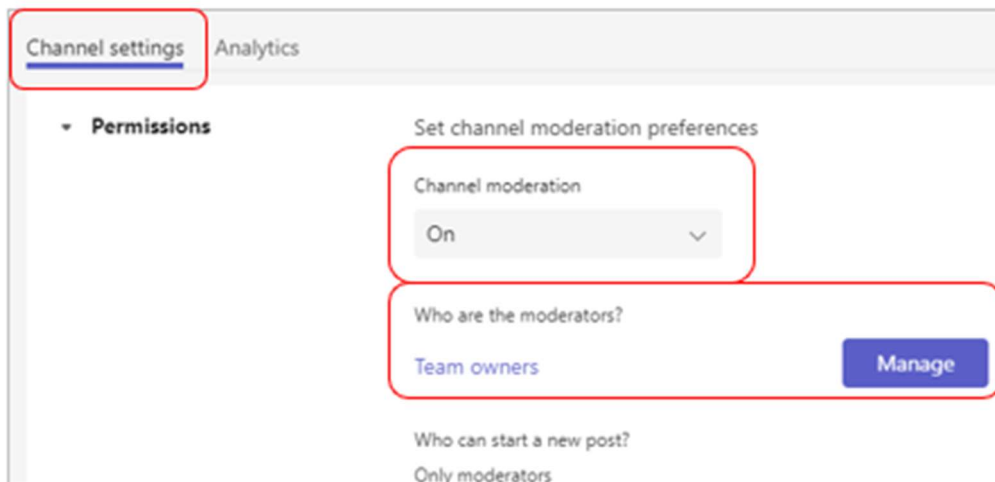 Channel settings Analytics
Permissions Set channel moderation preferences
Channel moderation
On
Who are the moderators?
Team owners Manage
Who can start a new post?
Only moderators